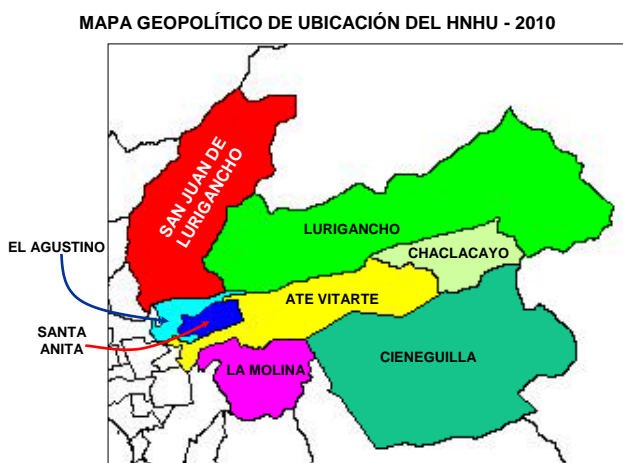 MAPA GEOPOLÍTICO DE UBICACIÓN DEL HNHU - 2010
SAN JUAN DE
LURIGANCHO
LURIGANCHO
EL AGUSTINO
CHACLACAYO
ATE VITARTE
SANTA
ANITA
CIENEGUILLA
LA MOLINA